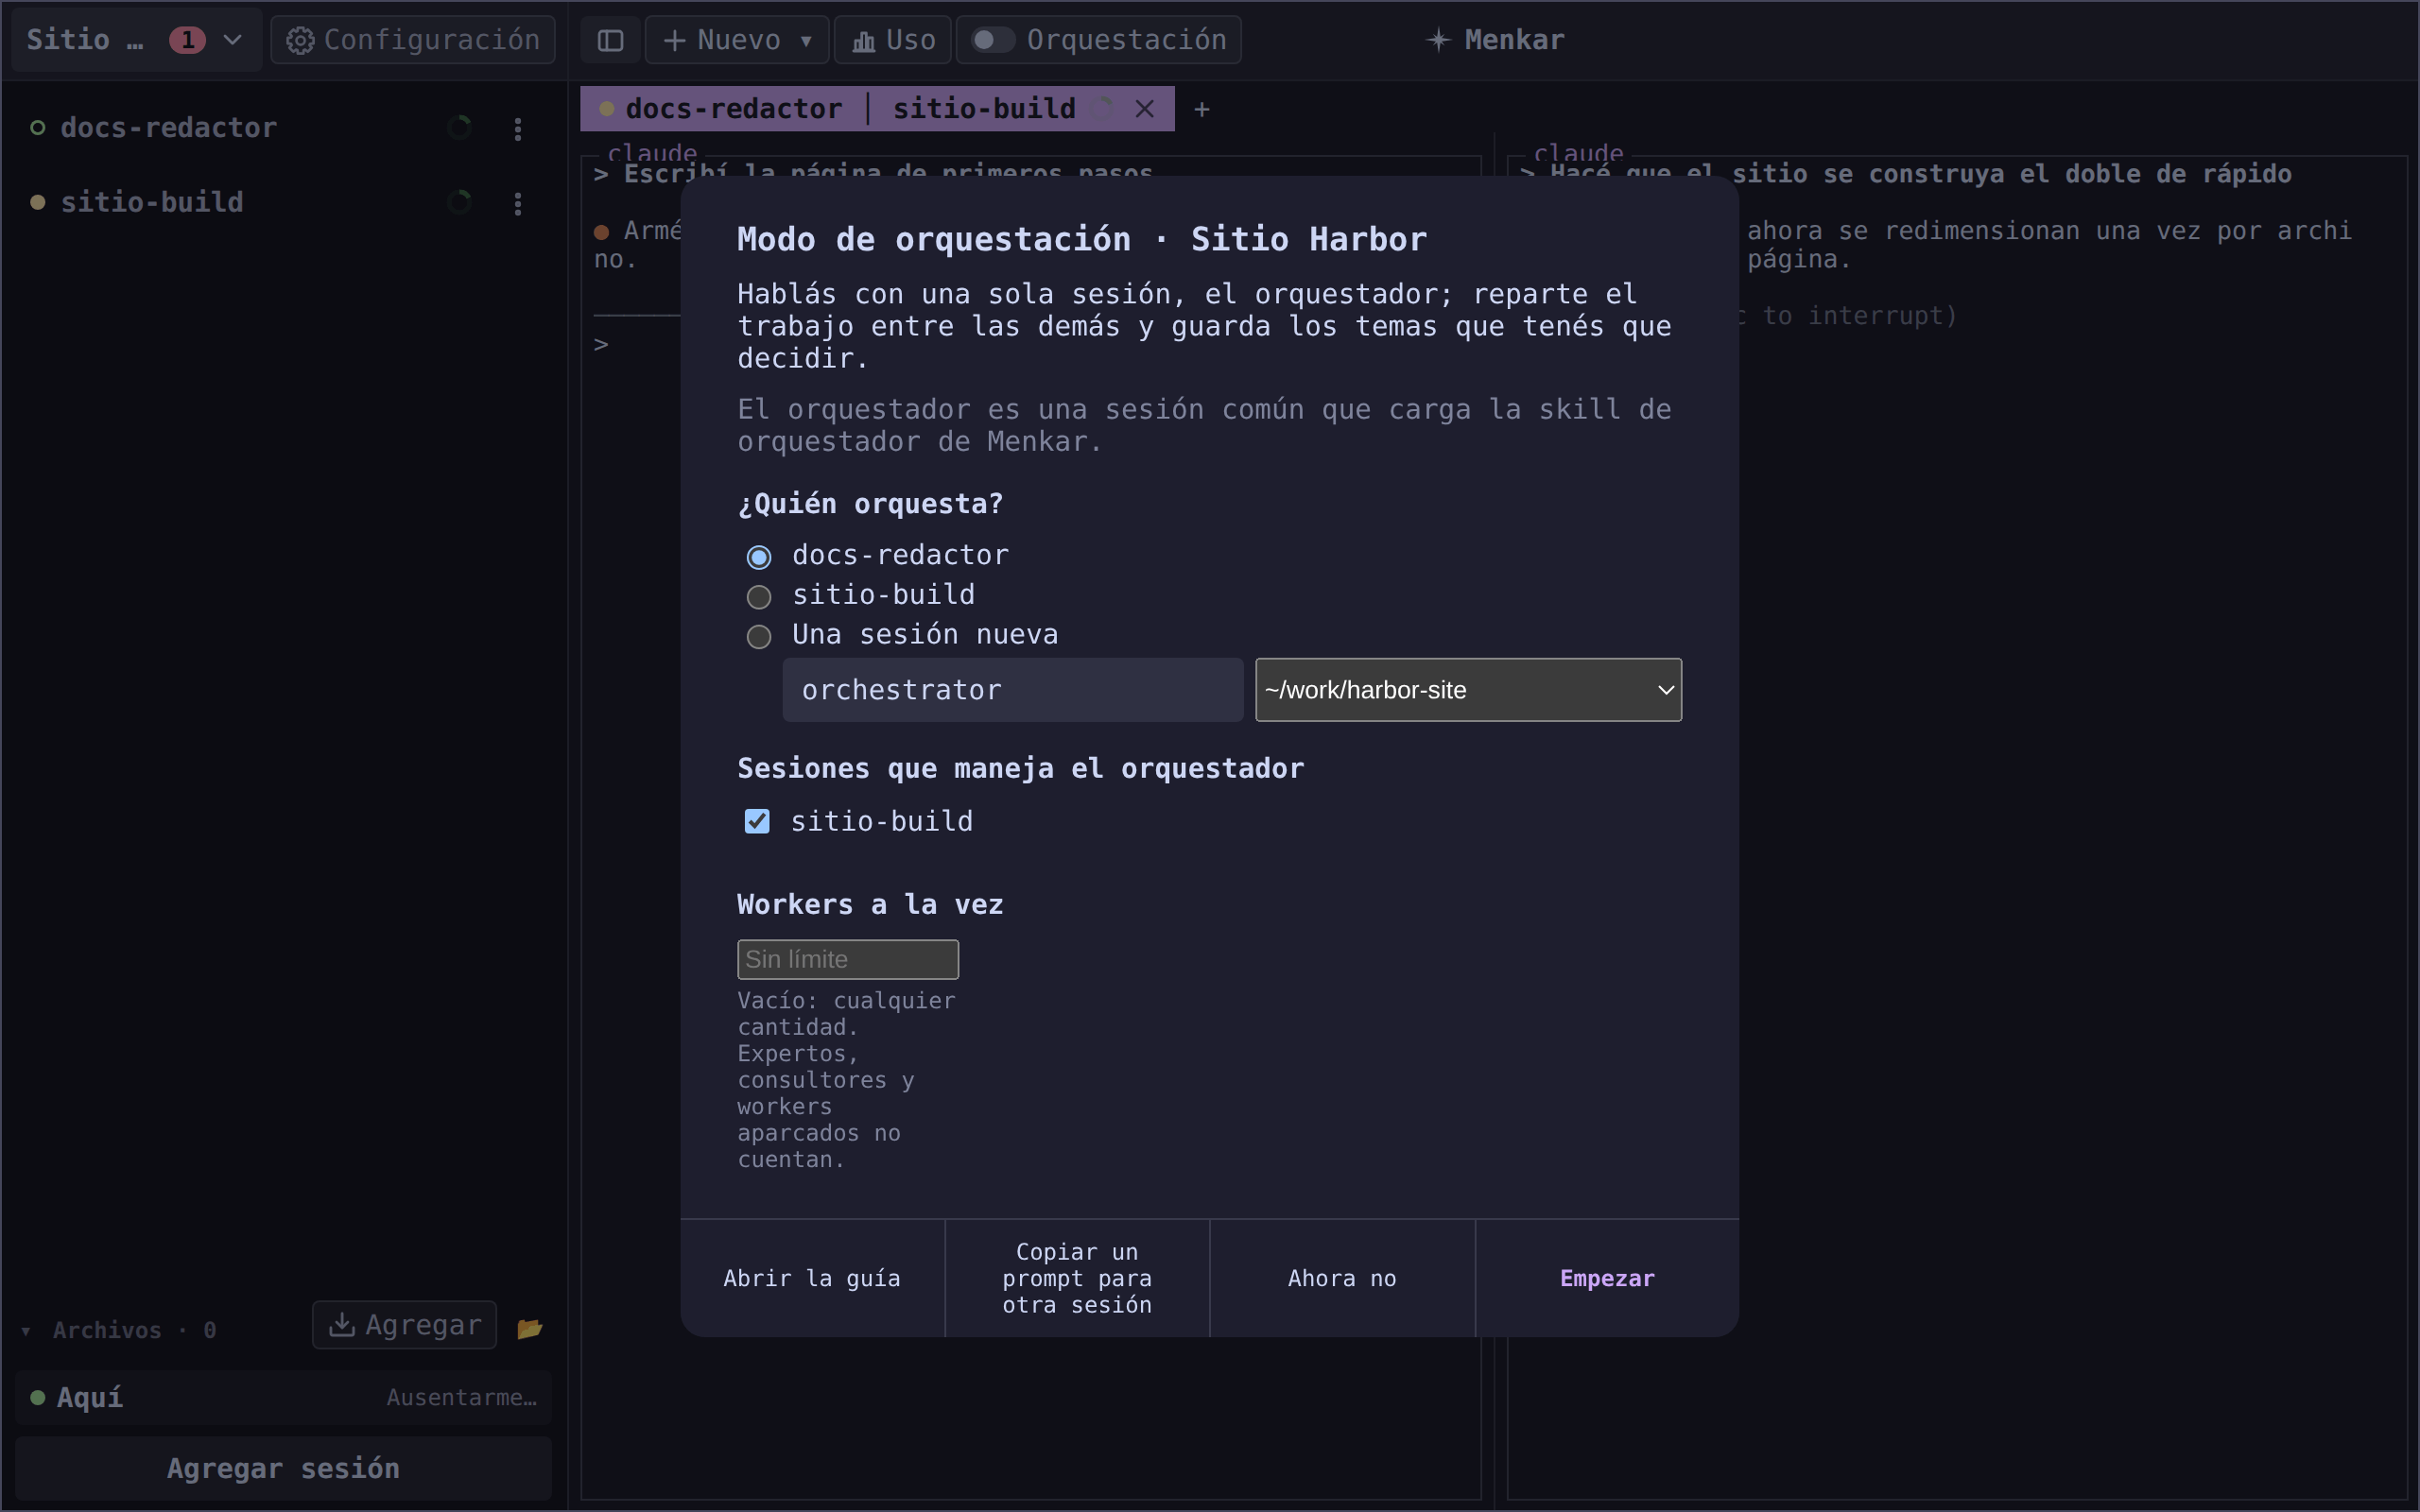 Sitio … 1
Configuración
Nuevo ▾
Uso
Orquestación
Menkar
docs-redactor
sitio-build
docs-redactor │ sitio-build
+
claude
> Escribí la página de primeros pasos
Armé
no.
>
claude
> Hacé que el sitio se construya el doble de rápido
ahora se redimensionan una vez por archi
página.
to interrupt)
Modo de orquestación · Sitio Harbor
Hablás con una sola sesión, el orquestador; reparte el
trabajo entre las demás y guarda los temas que tenés que
decidir.
El orquestador es una sesión común que carga la skill de
orquestador de Menkar.
¿Quién orquesta?
docs-redactor
sitio-build
Una sesión nueva
orchestrator
~/work/harbor-site
Sesiones que maneja el orquestador
sitio-build
Workers a la vez
Sin límite
Vacío: cualquier
cantidad.
Expertos,
consultores y
workers
aparcados no
cuentan.
Abrir la guía
Copiar un
prompt para
otra sesión
Ahora no
Empezar
▾ Archivos · 0
Agregar
Aquí
Ausentarme…
Agregar sesión